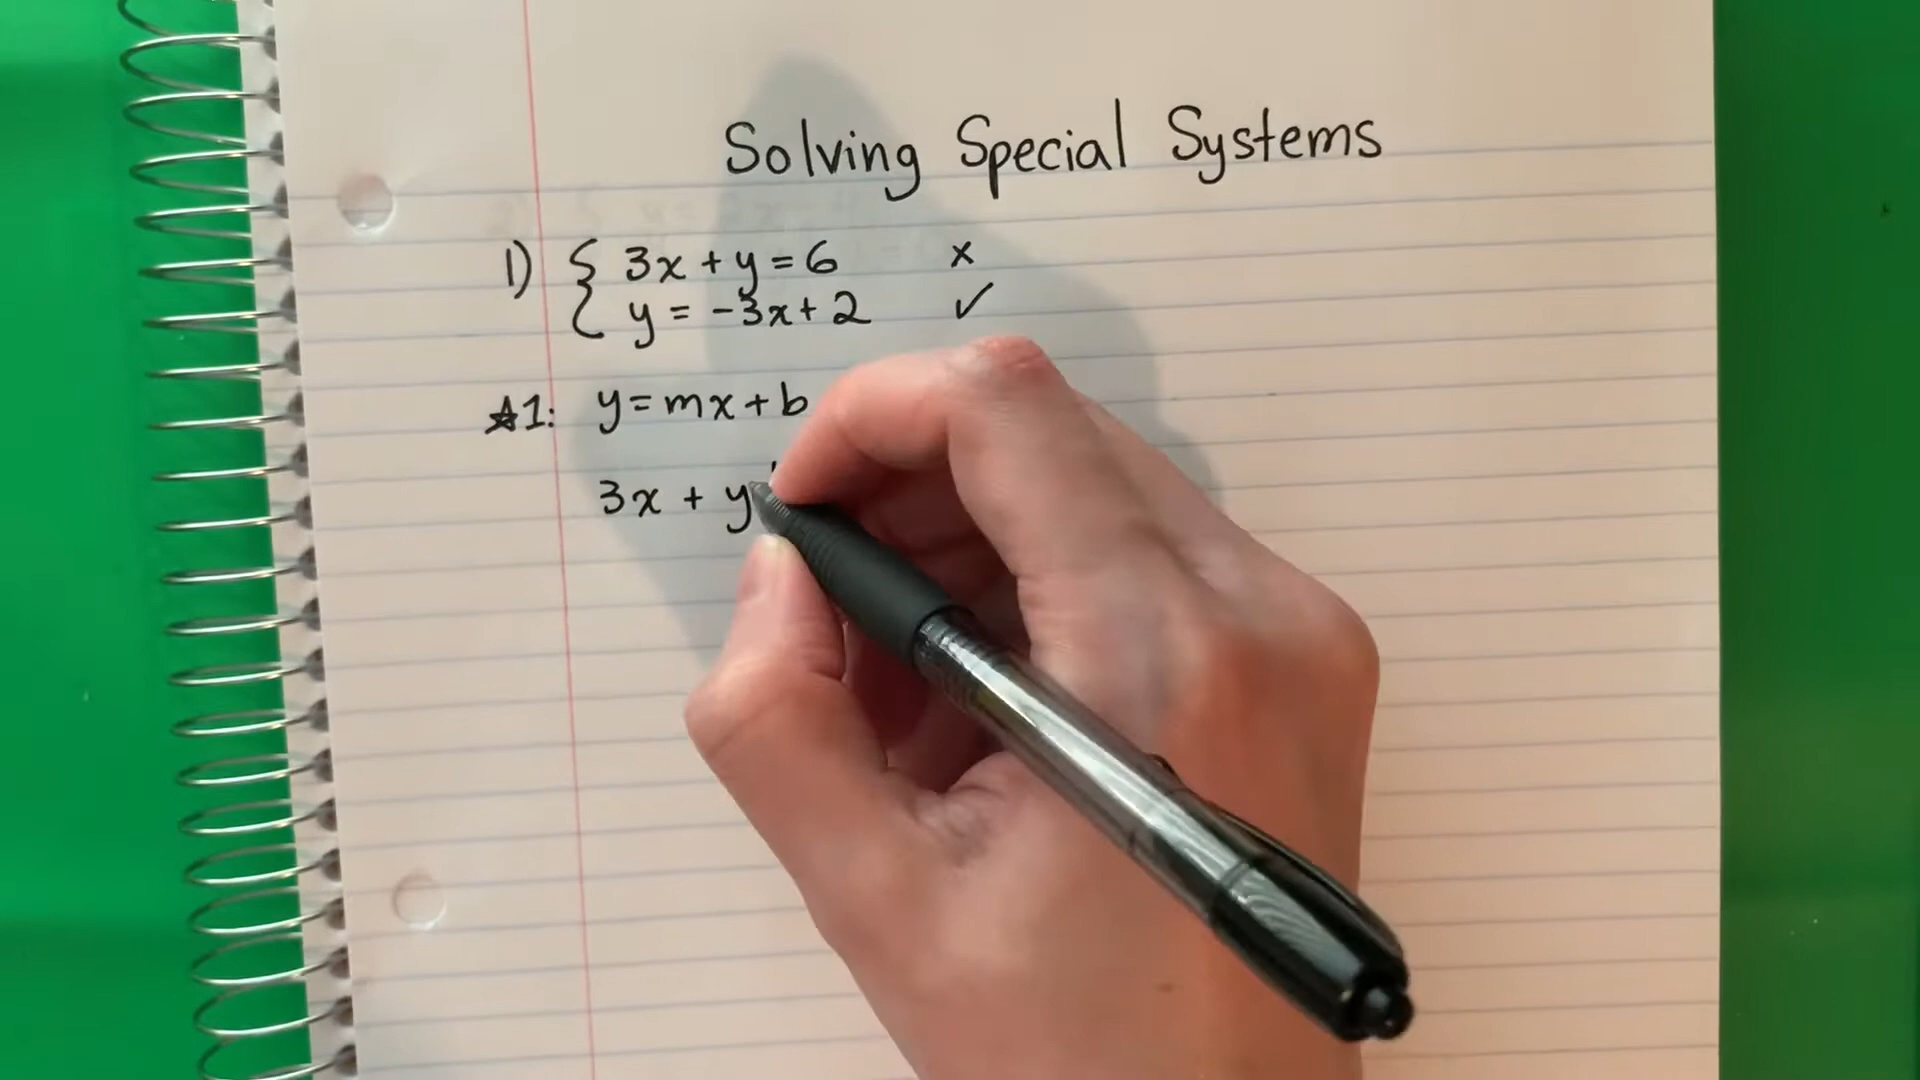 Solving Special Systems
1) { 3x + y = 6 x
y = -3x + 2 ✓
☆1: y = mx + b
3x + y